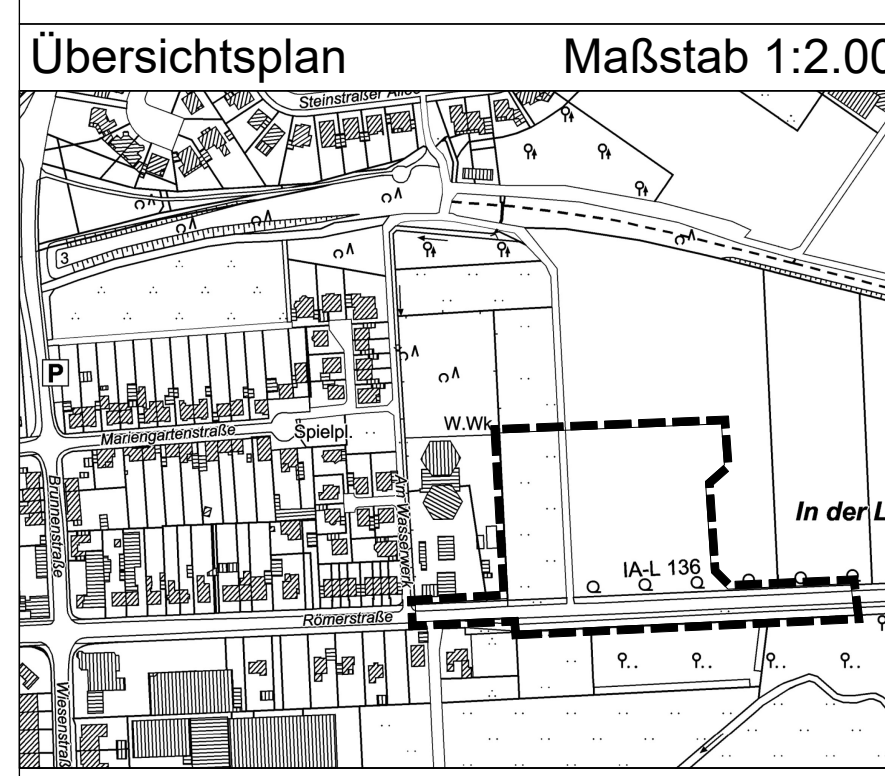 Übersichtsplan Maßstab 1:2.00
Steinstraßer Allee
3
P
W.Wk.
Mariengartenstraße
Spielpl.
Brunnenstraße
Am Wasserwerk
In der L
IA-L 136
Römerstraße
Wiesenstraß